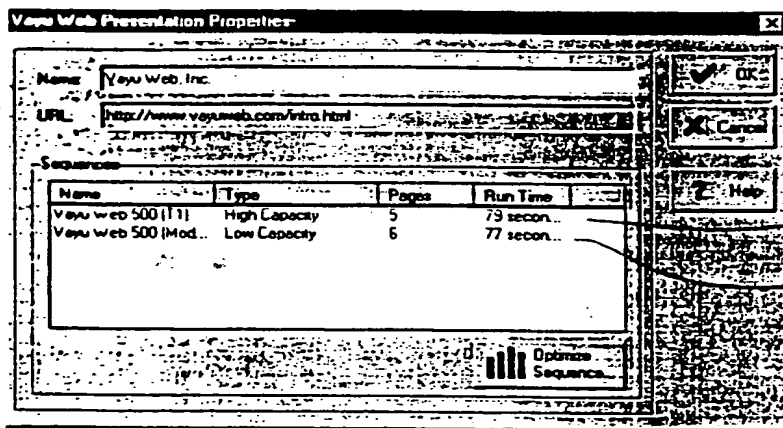 Vayu Web Presentation Properties
Name: Vayu Web, Inc.
OK
URL: http://www.vayuweb.com/intro.html
Cancel
Sequences
Help
Name Type Pages Run Time
Vayu Web 500 (T1) High Capacity 5 79 secon...
Vayu Web 500 (Mod... Low Capacity 6 77 secon...
Optimize
Sequence...